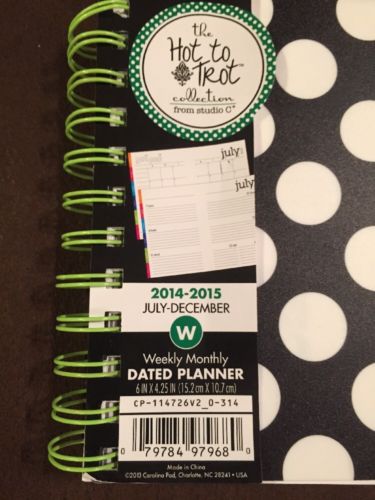 the
Hot to
Trot™
collection
from studio C®
july
july
2014-2015
JULY-DECEMBER
W
Weekly Monthly
DATED PLANNER
6 IN X 4.25 IN (15.2 cm X 10.7 cm)
CP-114726V2_0-314
0 79784 97968 0
Made in China
©2013 Carolina Pad, Charlotte, NC 28241 • USA